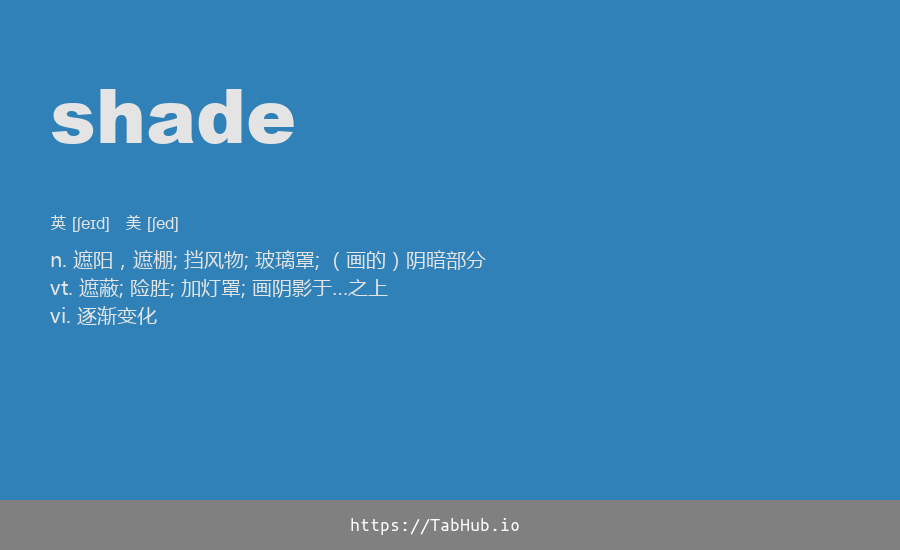 shade
英 [ʃeɪd] 美 [ʃed]
n. 遮阳，遮棚; 挡风物; 玻璃罩; （画的）阴暗部分
vt. 遮蔽; 险胜; 加灯罩; 画阴影于…之上
vi. 逐渐变化
https://TabHub.io